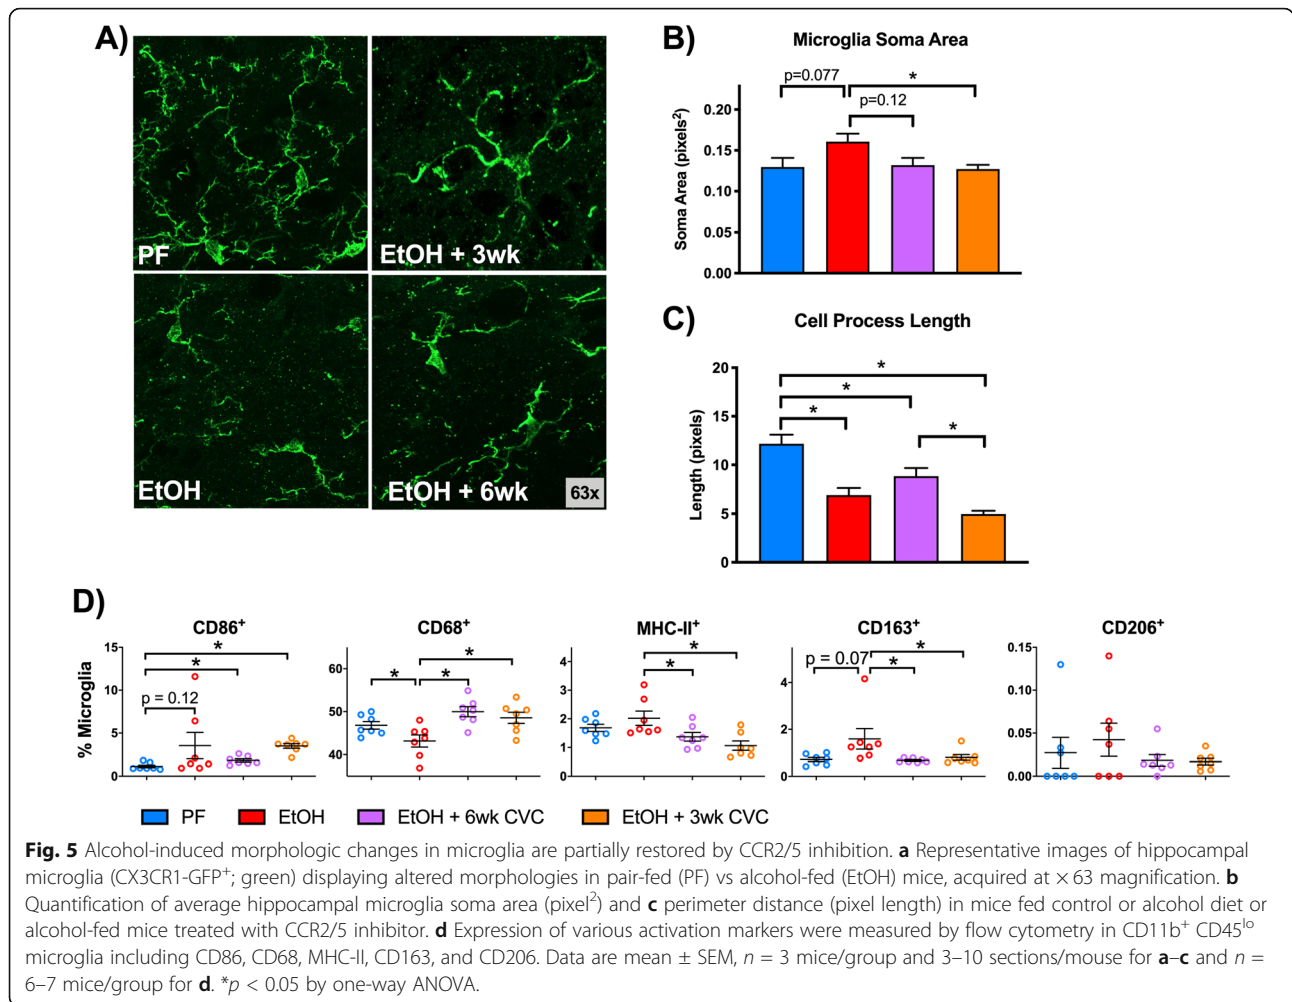 A)
PF
EtOH + 3wk
EtOH
EtOH + 6wk
63x
B)
Microglia Soma Area
p=0.077
*
p=0.12
Soma Area (pixels²)
0.20
0.15
0.10
0.05
0.00
C)
Cell Process Length
*
*
*
*
Length (pixels)
20
15
10
5
0
D)
% Microglia
CD86⁺
*
*
p = 0.12
15
10
5
0
CD68⁺
*
*
*
60
50
40
MHC-II⁺
*
*
4
3
2
1
0
CD163⁺
p = 0.07
*
*
4
2
0
CD206⁺
0.15
0.10
0.05
0.00
PF EtOH EtOH + 6wk CVC EtOH + 3wk CVC
Fig. 5 Alcohol-induced morphologic changes in microglia are partially restored by CCR2/5 inhibition. a Representative images of hippocampal
microglia (CX3CR1-GFP⁺; green) displaying altered morphologies in pair-fed (PF) vs alcohol-fed (EtOH) mice, acquired at × 63 magnification. b
Quantification of average hippocampal microglia soma area (pixel²) and c perimeter distance (pixel length) in mice fed control or alcohol diet or
alcohol-fed mice treated with CCR2/5 inhibitor. d Expression of various activation markers were measured by flow cytometry in CD11b⁺ CD45ˡᵒ
microglia including CD86, CD68, MHC-II, CD163, and CD206. Data are mean ± SEM, n = 3 mice/group and 3–10 sections/mouse for a–c and n =
6–7 mice/group for d. *p < 0.05 by one-way ANOVA.